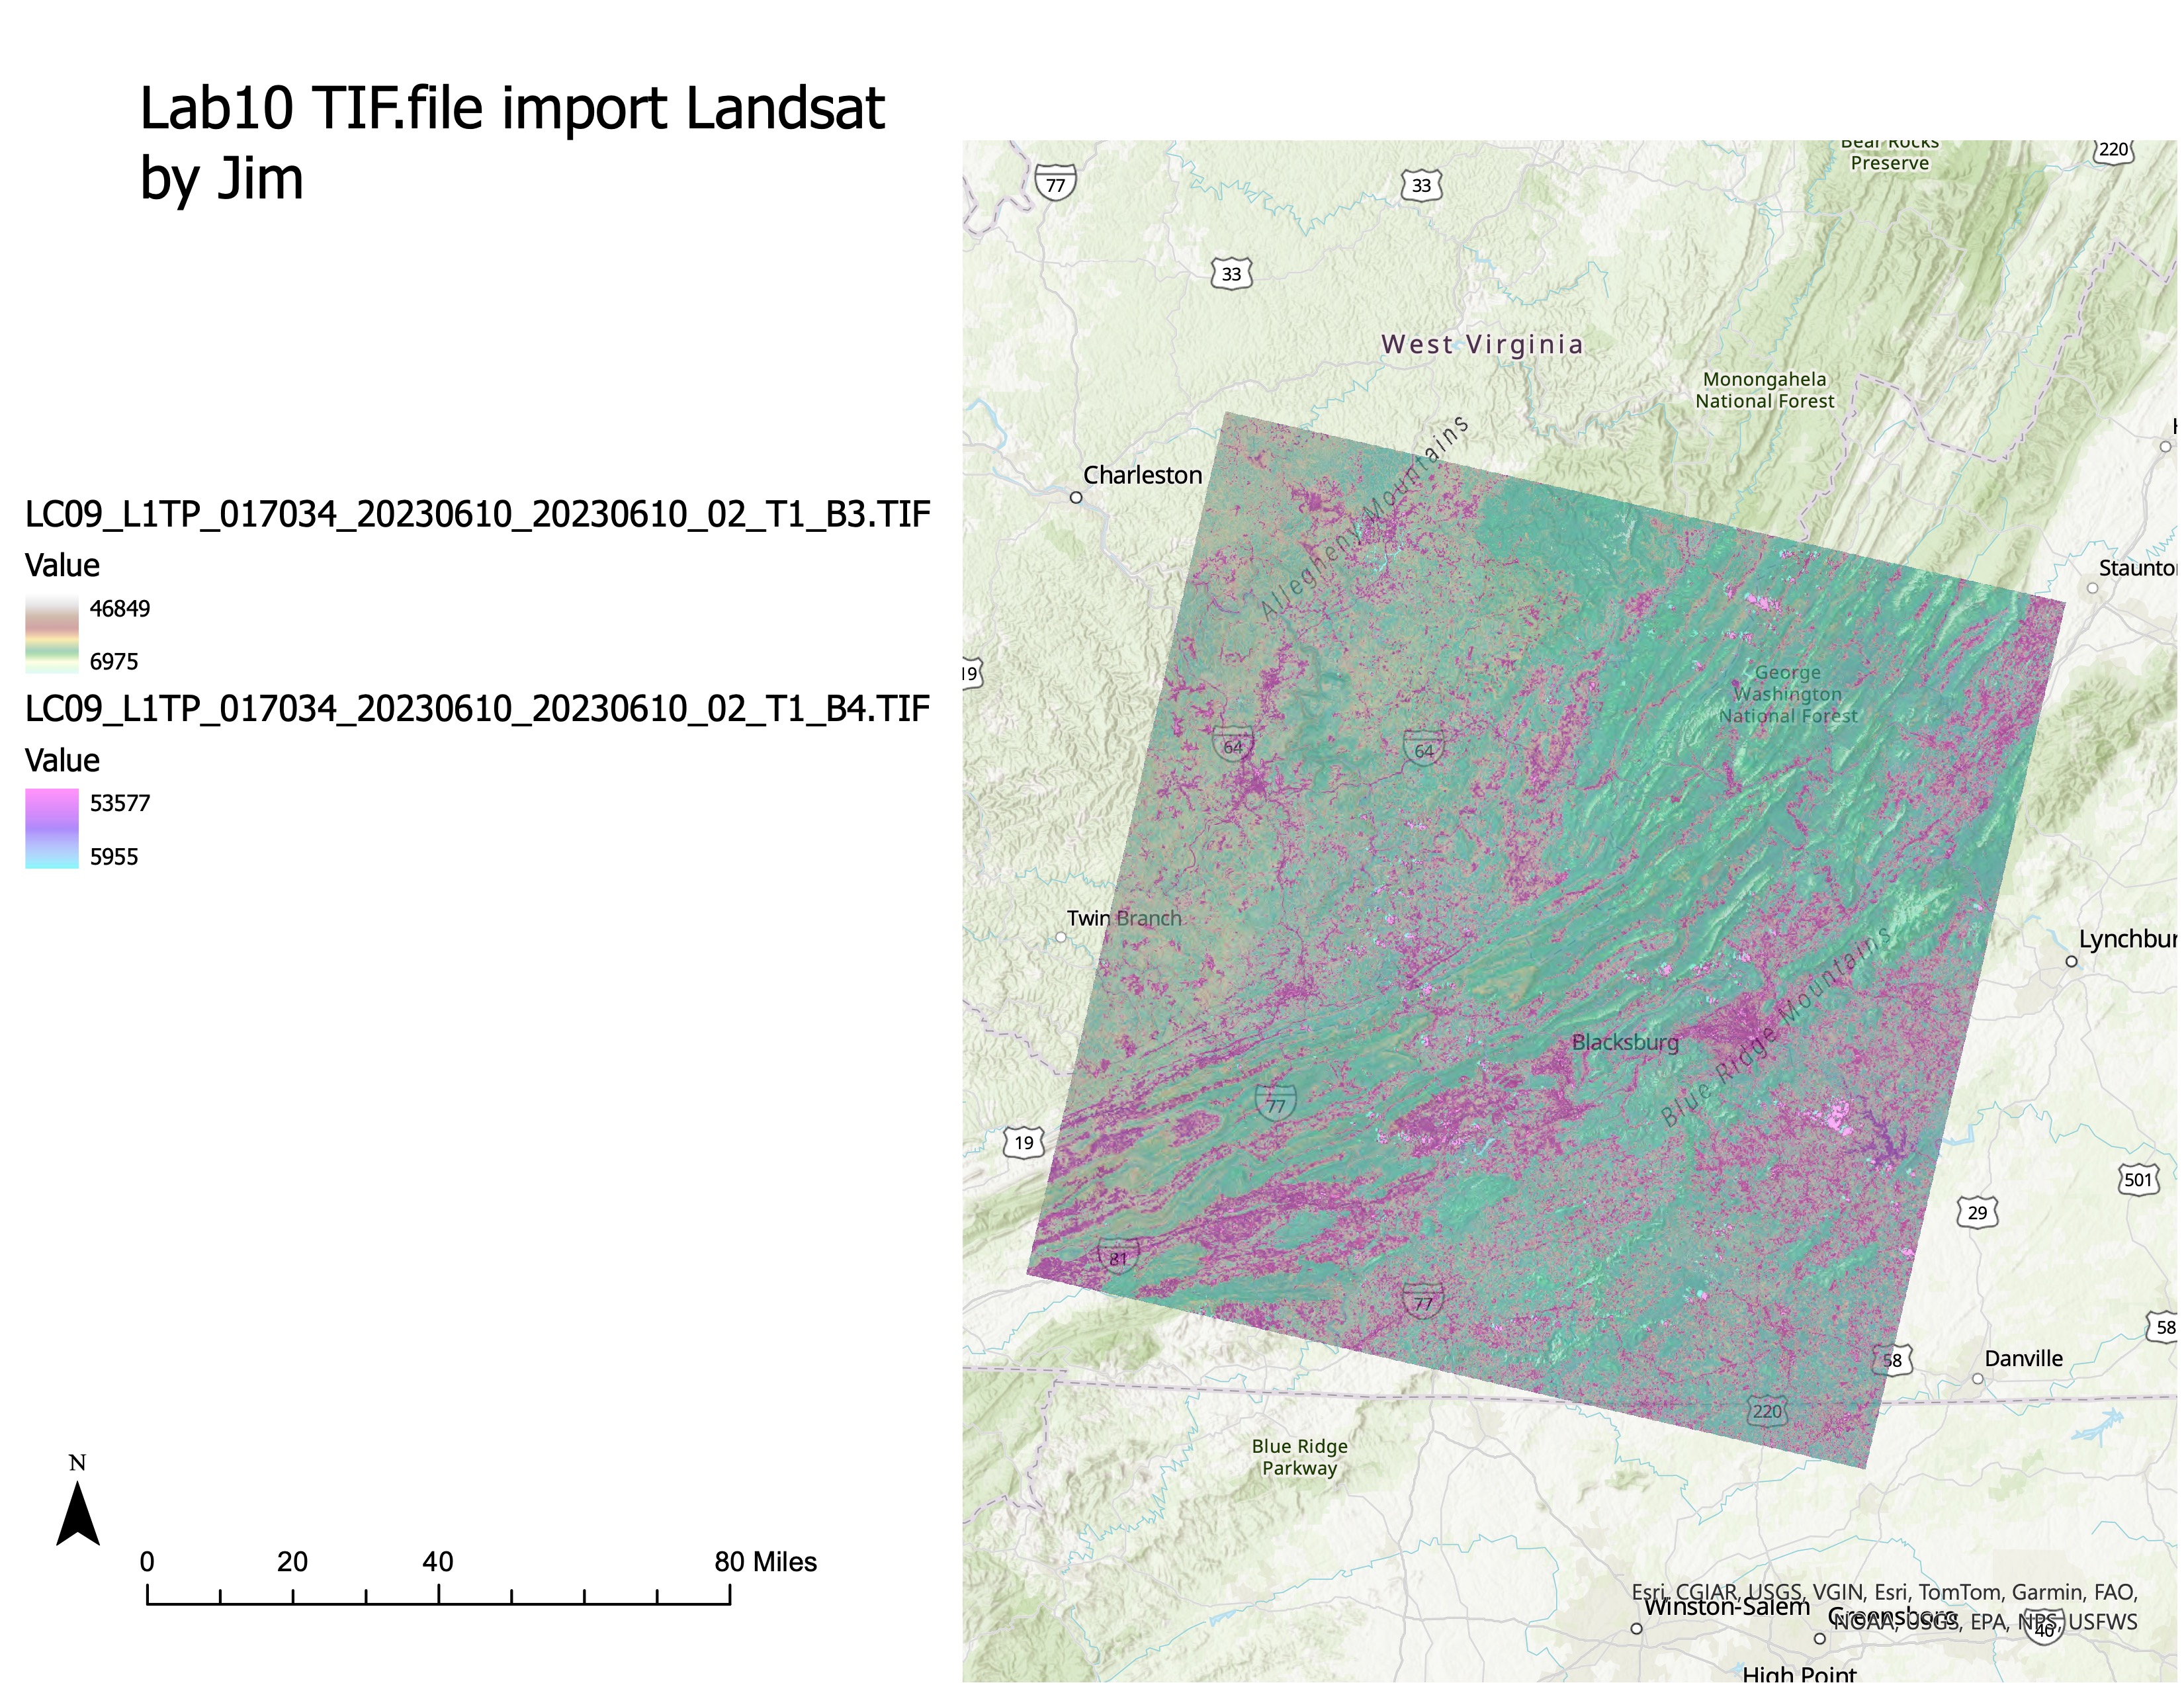 Lab10 TIF.file import Landsat
by Jim
LC09_L1TP_017034_20230610_20230610_02_T1_B3.TIF
Value
46849
6975
LC09_L1TP_017034_20230610_20230610_02_T1_B4.TIF
Value
53577
5955
N
0 20 40 80 Miles
Bear Rocks
Preserve
220
77
33
33
West Virginia
Monongahela
National Forest
Allegheny Mountains
Charleston
Staunto
19
George
Washington
National Forest
64
64
Twin Branch
Lynchbur
Blacksburg
Blue Ridge Mountains
77
19
501
29
81
77
58
58
Danville
220
Blue Ridge
Parkway
Esri, CGIAR, USGS, VGIN, Esri, TomTom, Garmin, FAO,
NOAA, USGS, EPA, NPS, USFWS
Winston-Salem
Greensboro
40
High Point